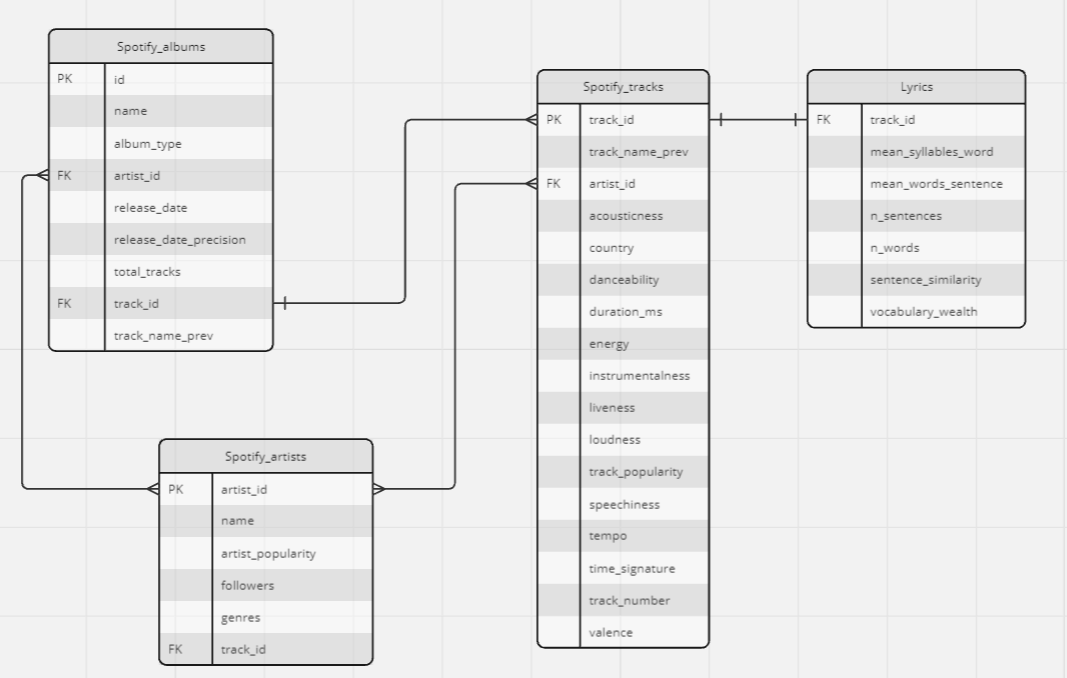 Spotify_albums
PK id
name
album_type
FK artist_id
release_date
release_date_precision
total_tracks
FK track_id
track_name_prev
Spotify_artists
PK artist_id
name
artist_popularity
followers
genres
FK track_id
Spotify_tracks
PK track_id
track_name_prev
FK artist_id
acousticness
country
danceability
duration_ms
energy
instrumentalness
liveness
loudness
track_popularity
speechiness
tempo
time_signature
track_number
valence
Lyrics
FK track_id
mean_syllables_word
mean_words_sentence
n_sentences
n_words
sentence_similarity
vocabulary_wealth